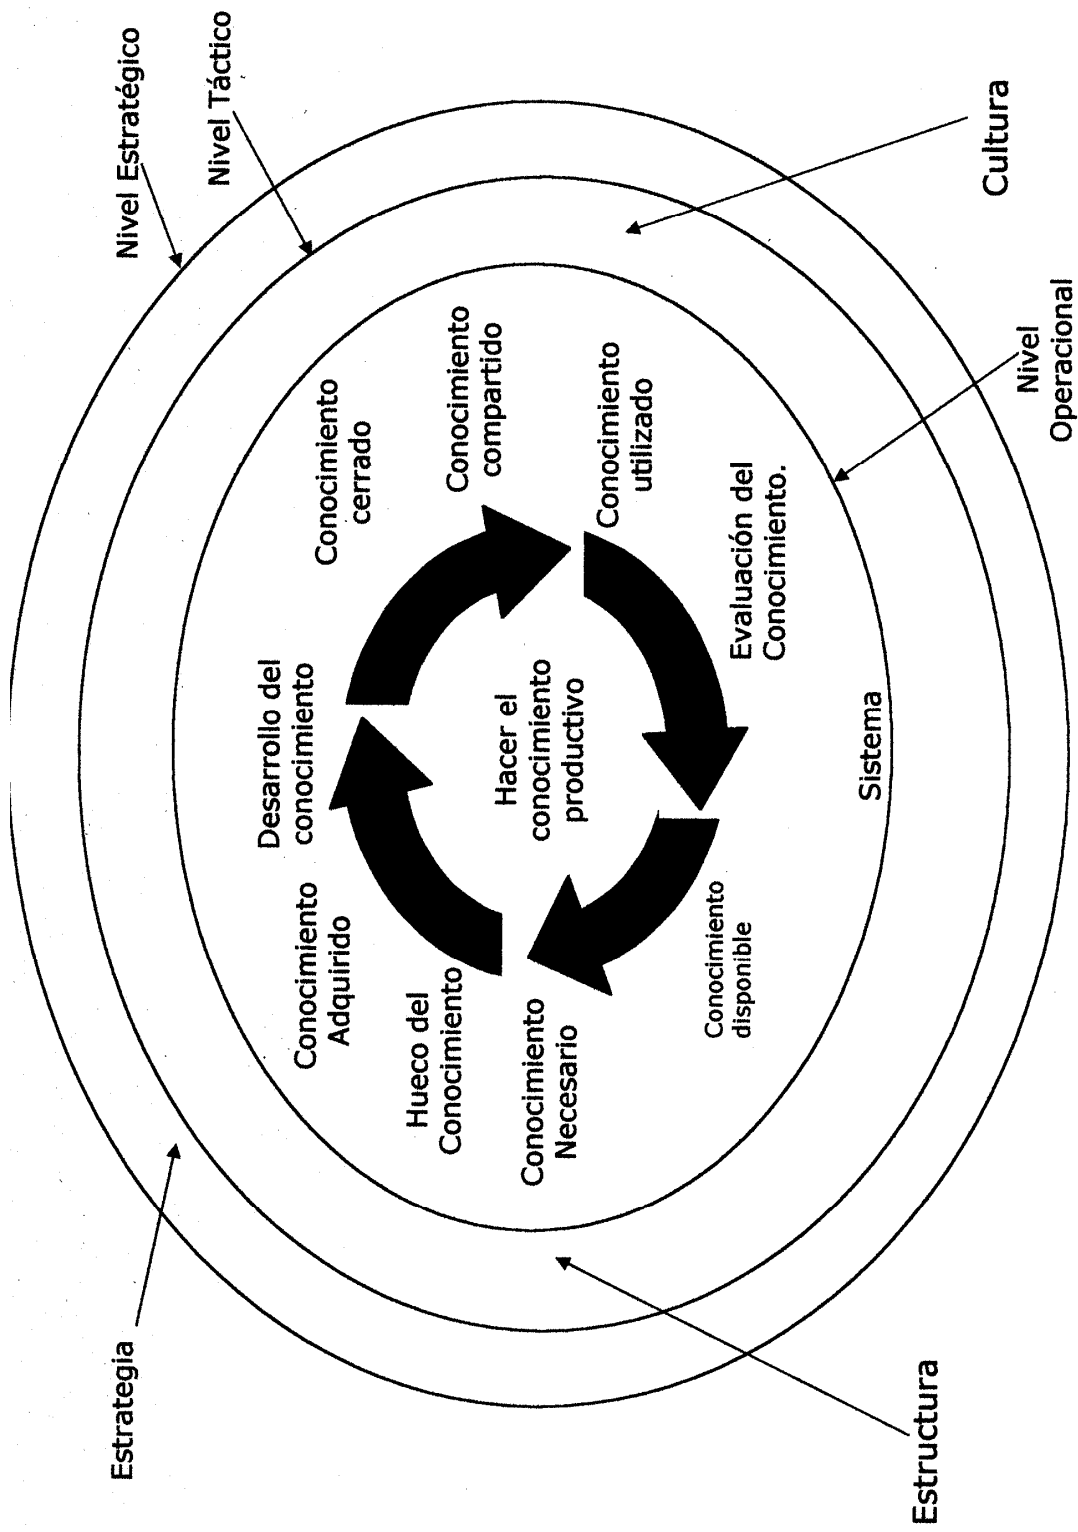 Nivel Estratégico
Nivel Táctico
Estrategia
Desarrollo del
conocimiento
Conocimiento
cerrado
Conocimiento
Adquirido
Conocimiento
compartido
Hueco del
Conocimiento
Hacer el
conocimiento
productivo
Conocimiento
utilizado
Conocimiento
Necesario
Evaluación del
Conocimiento.
Conocimiento
disponible
Sistema
Cultura
Estructura
Nivel
Operacional